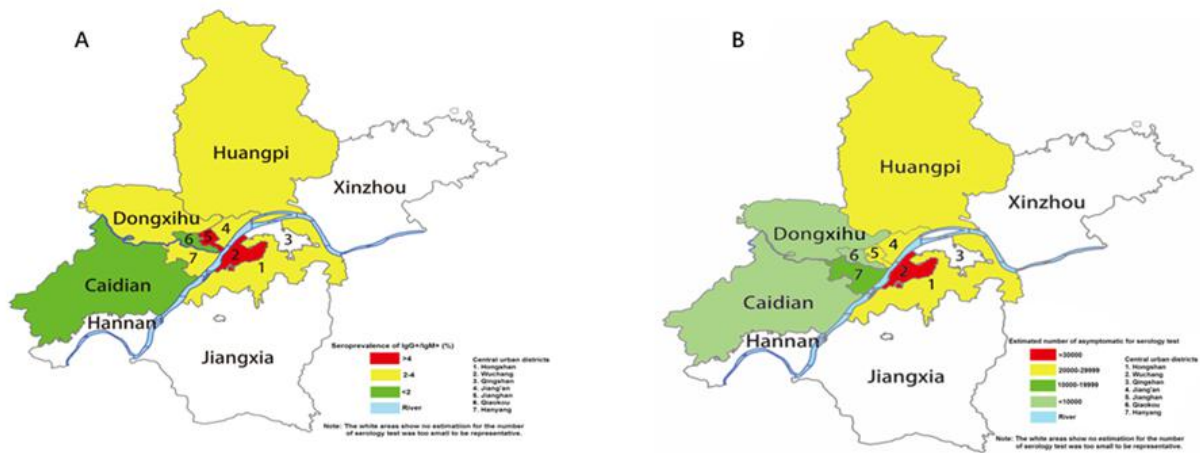 A
Huangpi
Xinzhou
Dongxihu
4
5
6
3
2
7
1
Caidian
Hannan
Jiangxia
Seroprevalence of IgG+/IgM+ (%)
>4
2-4
<2
River
Central urban districts
1. Hongshan
2. Wuchang
3. Qingshan
4. Jiang'an
5. Jianghan
6. Qiaokou
7. Hanyang
Note: The white areas show no estimation for the number
of serology test was too small to be representative.
B
Huangpi
Xinzhou
Dongxihu
4
6
5
3
7
2
1
Caidian
Hannan
Jiangxia
Estimated number of asymptomatic for serology test
>30000
20000-29999
10000-19999
<10000
River
Central urban districts
1. Hongshan
2. Wuchang
3. Qingshan
4. Jiang'an
5. Jianghan
6. Qiaokou
7. Hanyang
Note: The white areas show no estimation for the number
of serology test was too small to be representative.